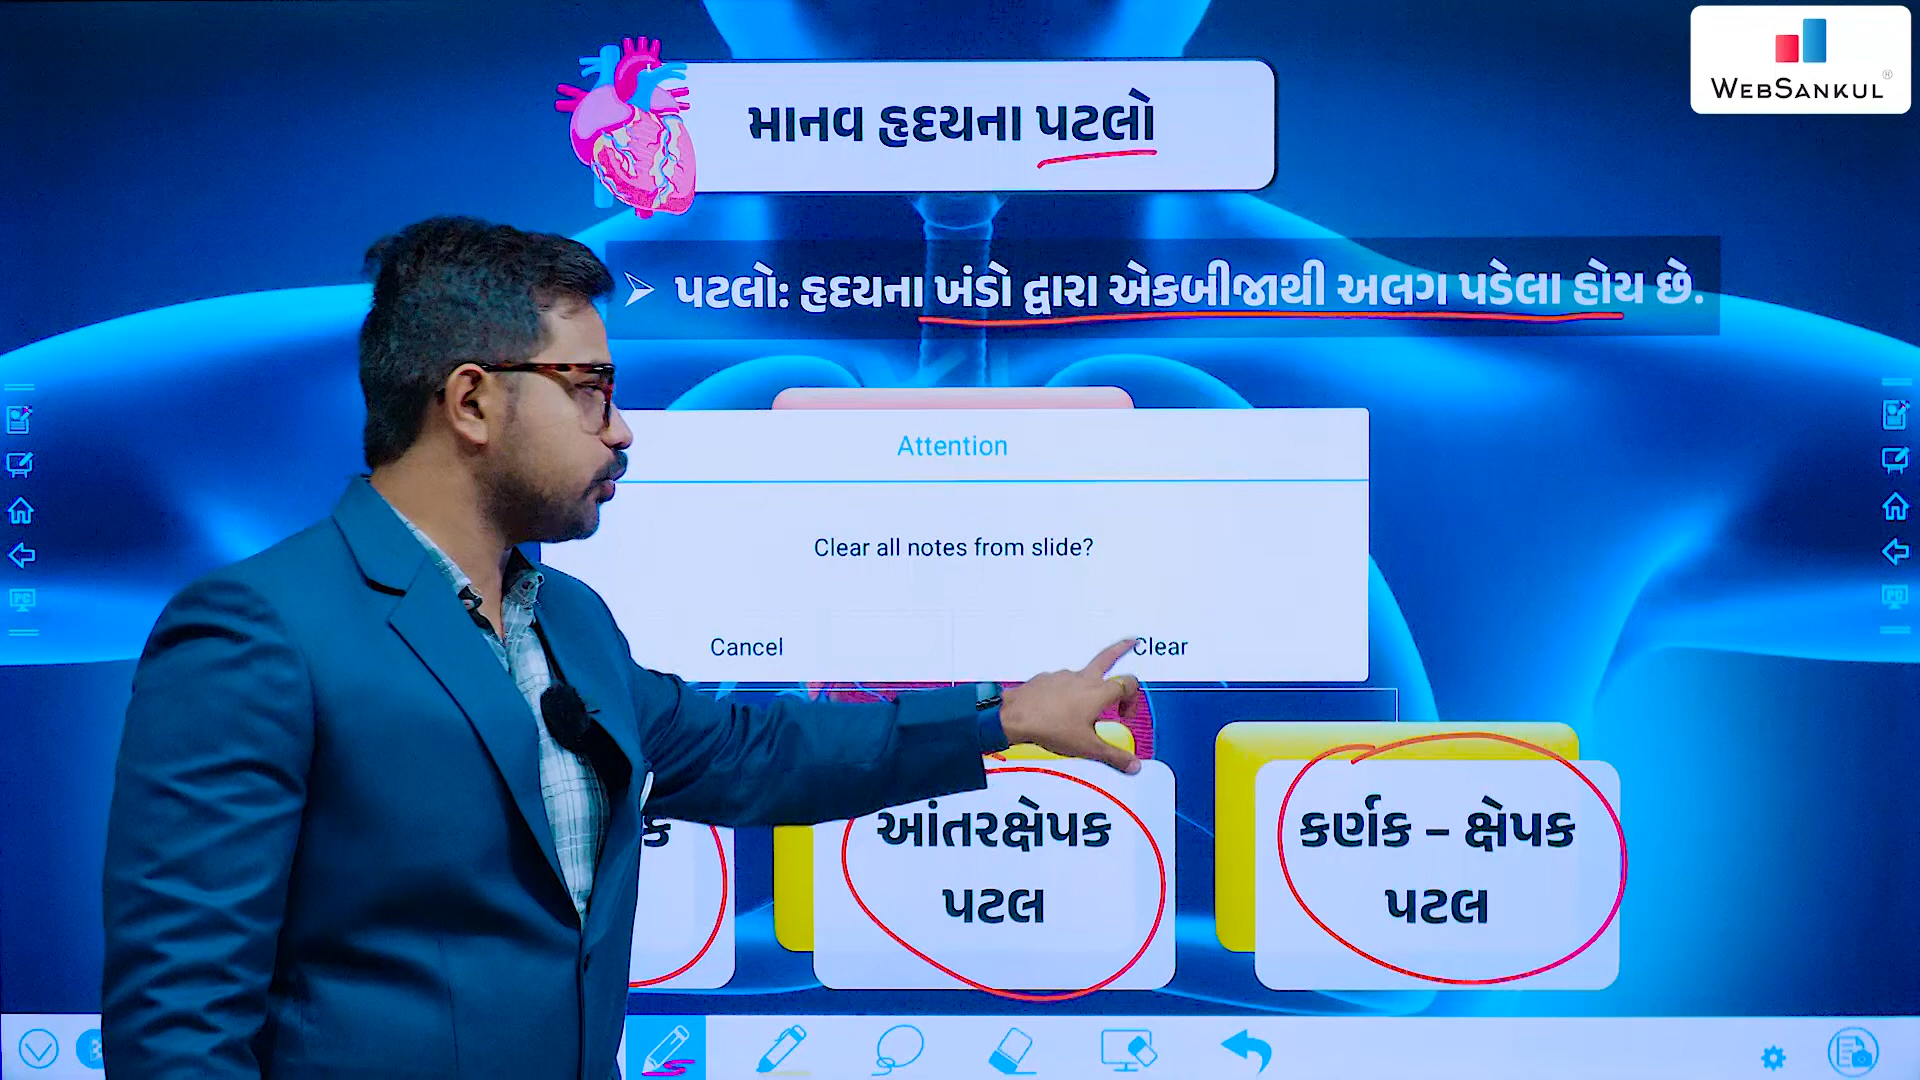 WEBSANKUL
માનવ હૃદયના પટલો
➢ પટલો: હૃદયના ખંડો દ્વારા એકબીજાથી અલગ પડેલા હોય છે.
Attention
Clear all notes from slide?
Cancel
Clear
આંતરક્ષેપક
પટલ
કર્ણક – ક્ષેપક
પટલ